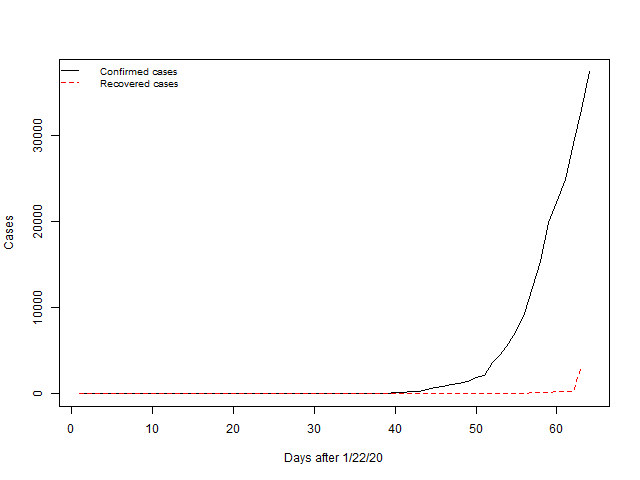 Confirmed cases
Recovered cases
Cases
30000
20000
10000
0
0 10 20 30 40 50 60
Days after 1/22/20